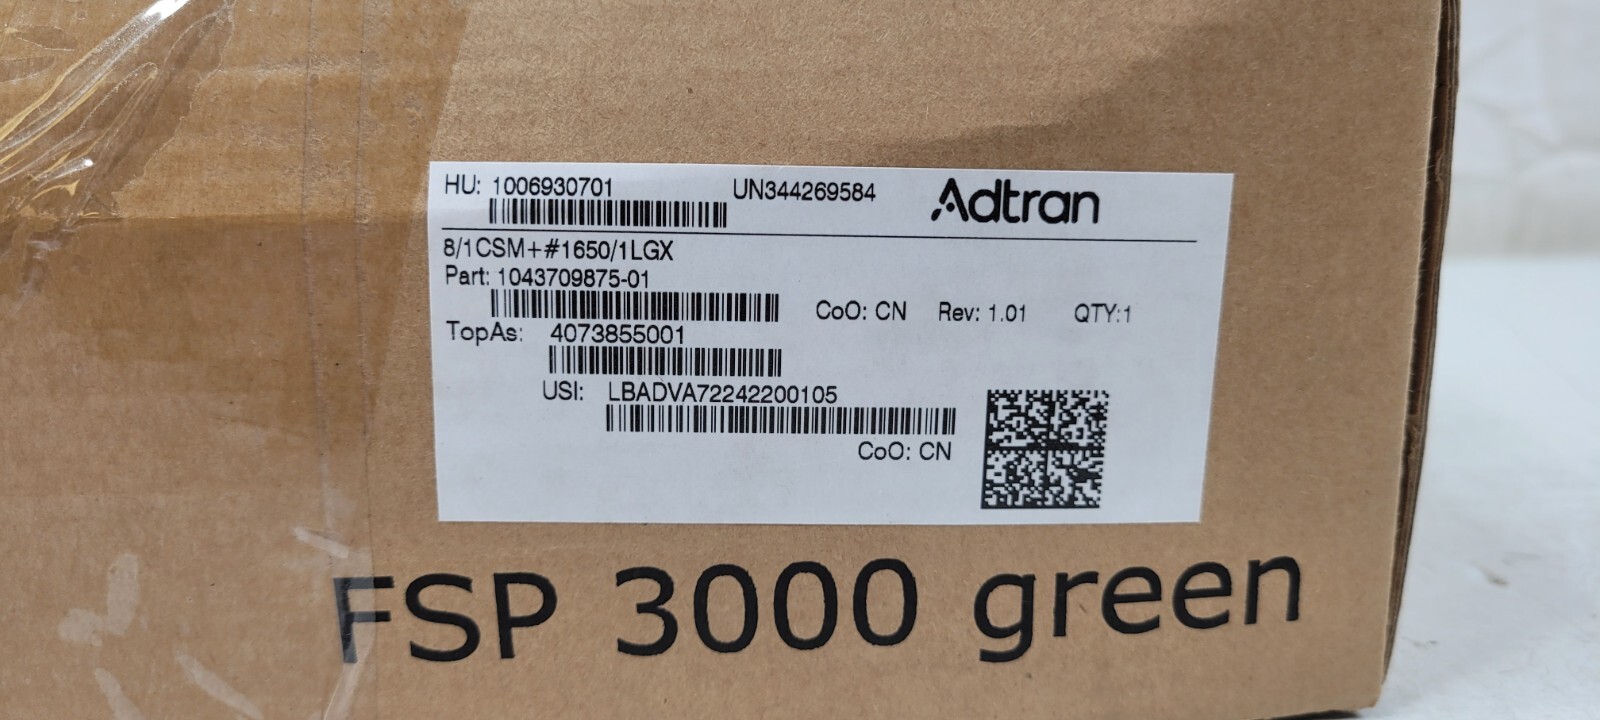 HU: 1006930701 UN344269584 Adtran
8/1CSM+#1650/1LGX
Part: 1043709875-01
CoO: CN Rev: 1.01 QTY:1
TopAs: 4073855001
USI: LBADVA72242200105
CoO: CN
FSP 3000 green